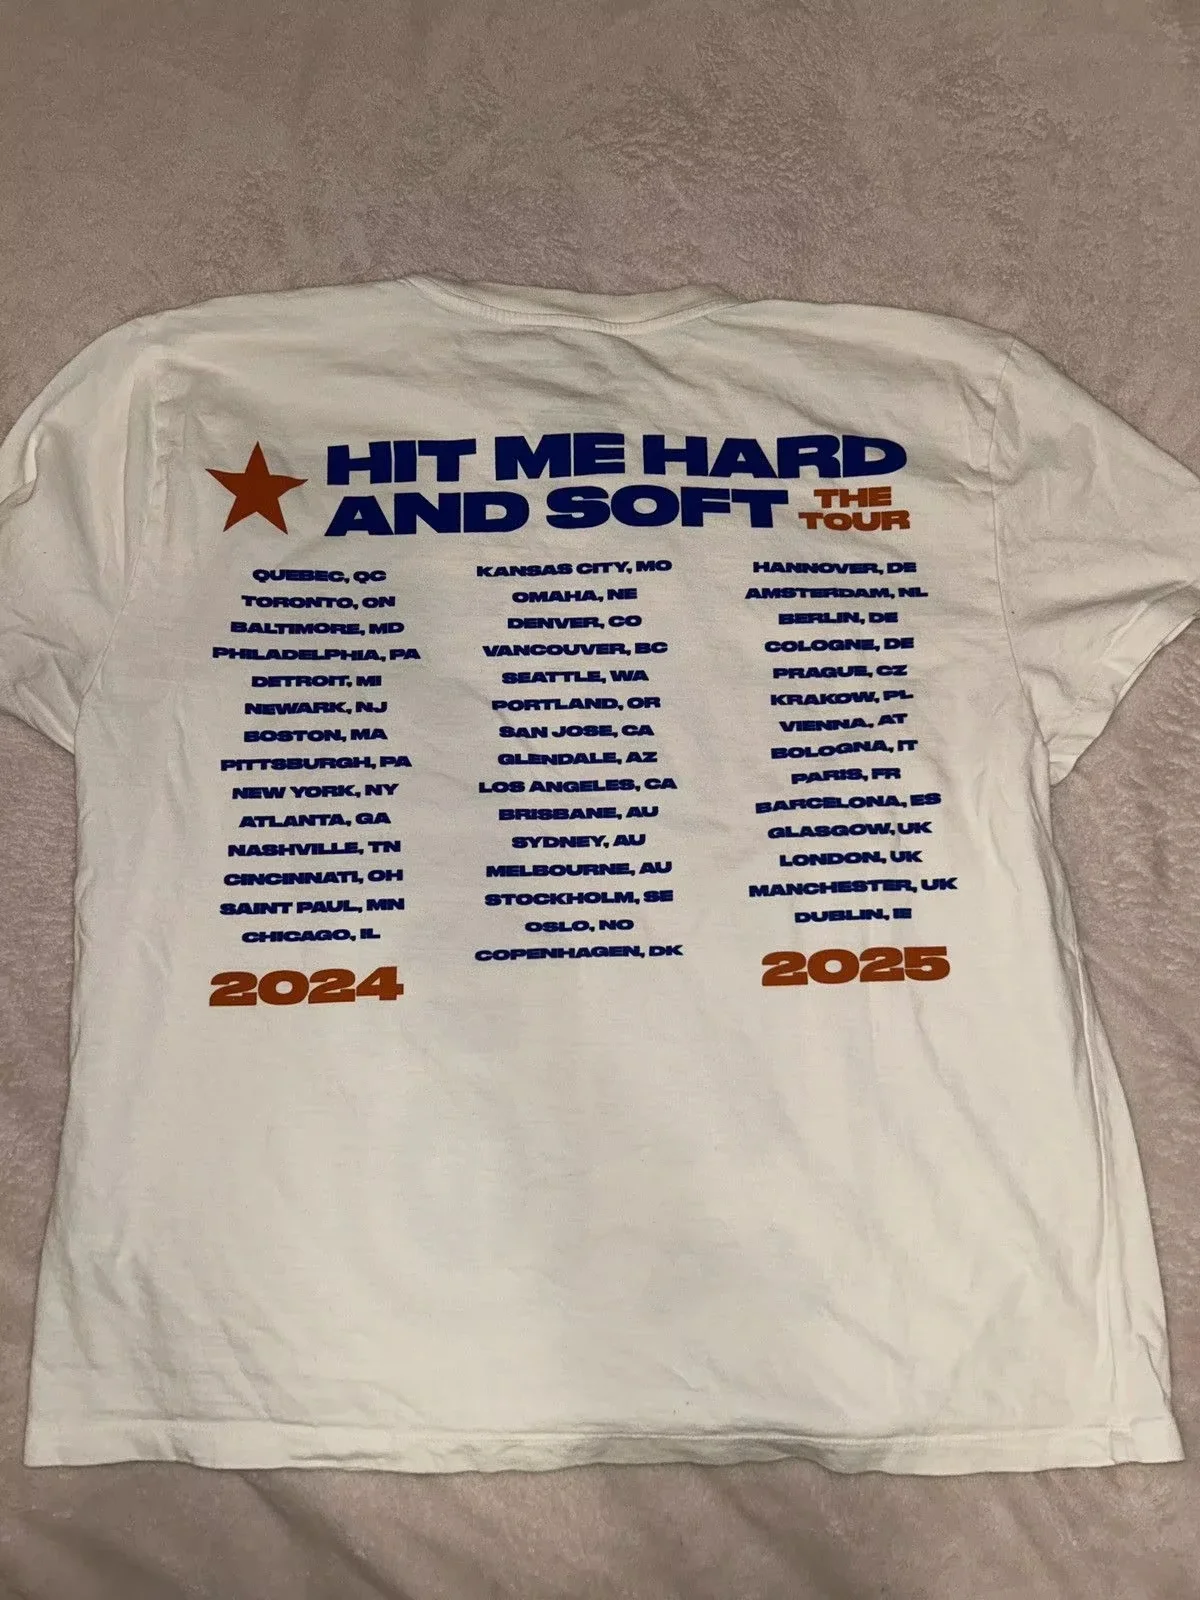 HIT ME HARD
AND SOFT THE TOUR
QUEBEC, QC
TORONTO, ON
BALTIMORE, MD
PHILADELPHIA, PA
DETROIT, MI
NEWARK, NJ
BOSTON, MA
PITTSBURGH, PA
NEW YORK, NY
ATLANTA, GA
NASHVILLE, TN
CINCINNATI, OH
SAINT PAUL, MN
CHICAGO, IL
2024
KANSAS CITY, MO
OMAHA, NE
DENVER, CO
VANCOUVER, BC
SEATTLE, WA
PORTLAND, OR
SAN JOSE, CA
GLENDALE, AZ
LOS ANGELES, CA
BRISBANE, AU
SYDNEY, AU
MELBOURNE, AU
STOCKHOLM, SE
OSLO, NO
COPENHAGEN, DK
HANNOVER, DE
AMSTERDAM, NL
BERLIN, DE
COLOGNE, DE
PRAGUE, CZ
KRAKOW, PL
VIENNA, AT
BOLOGNA, IT
PARIS, FR
BARCELONA, ES
GLASGOW, UK
LONDON, UK
MANCHESTER, UK
DUBLIN, IE
2025